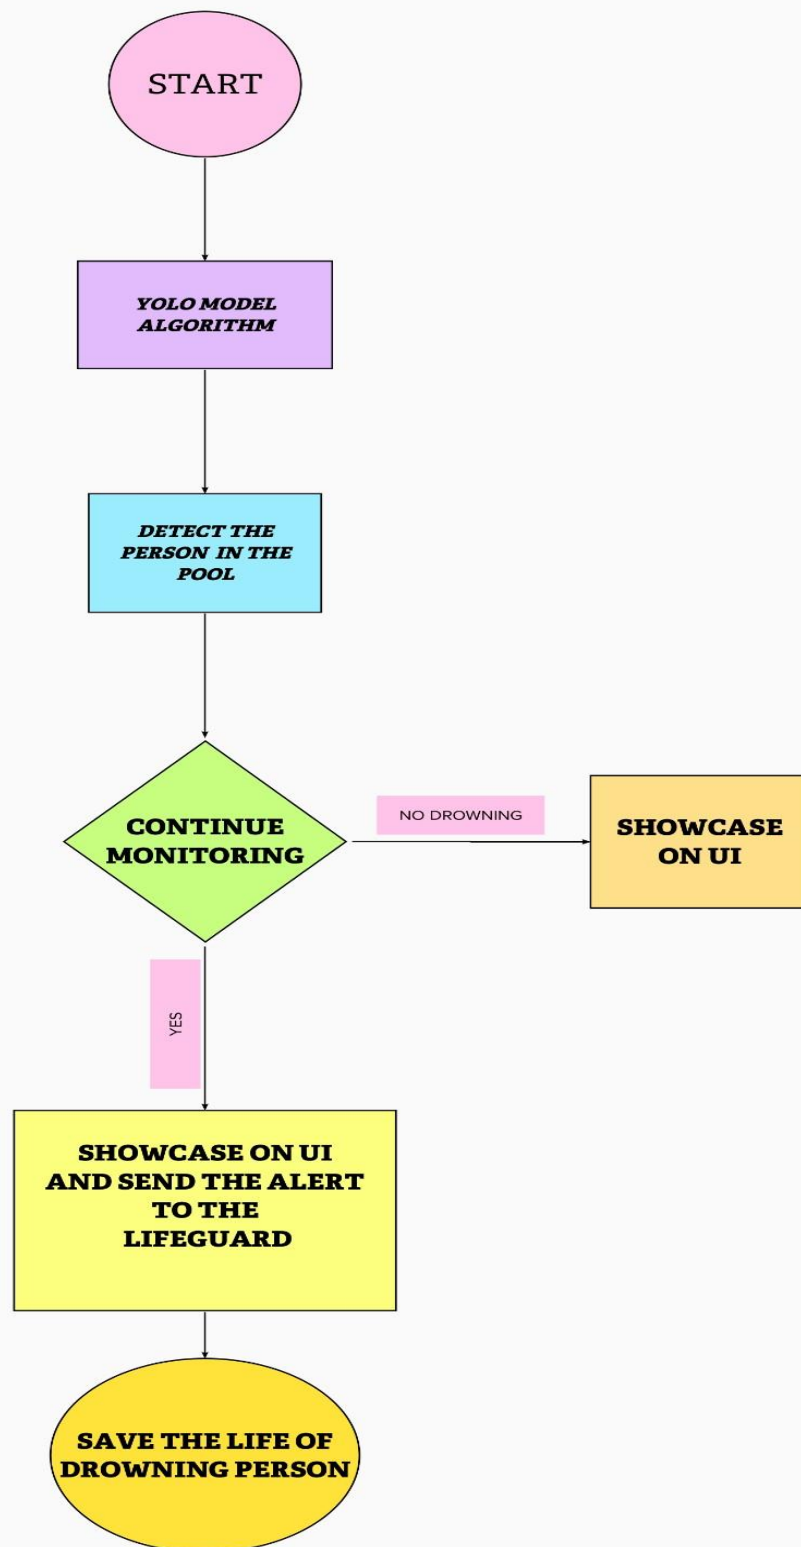 START
YOLO MODEL
ALGORITHM
DETECT THE
PERSON IN THE
POOL
CONTINUE
MONITORING
NO DROWNING
SHOWCASE
ON UI
YES
SHOWCASE ON UI
AND SEND THE ALERT
TO THE
LIFEGUARD
SAVE THE LIFE OF
DROWNING PERSON